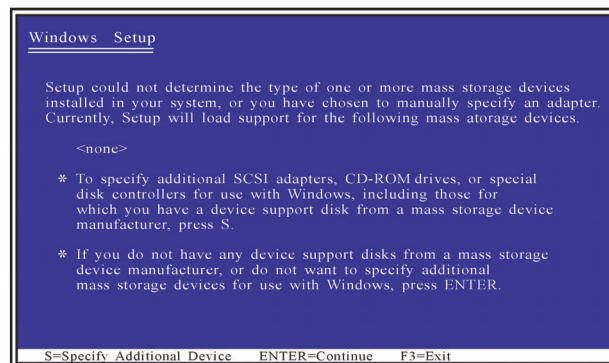 Windows Setup
Setup could not determine the type of one or more mass storage devices
installed in your system, or you have chosen to manually specify an adapter.
Currently, Setup will load support for the following mass atorage devices.
<none>
* To specify additional SCSI adapters, CD-ROM drives, or special
disk controllers for use with Windows, including those for
which you have a device support disk from a mass storage device
manufacturer, press S.
* If you do not have any device support disks from a mass storage
device manufacturer, or do not want to specify additional
mass storage devices for use with Windows, press ENTER.
S=Specify Additional Device ENTER=Continue F3=Exit